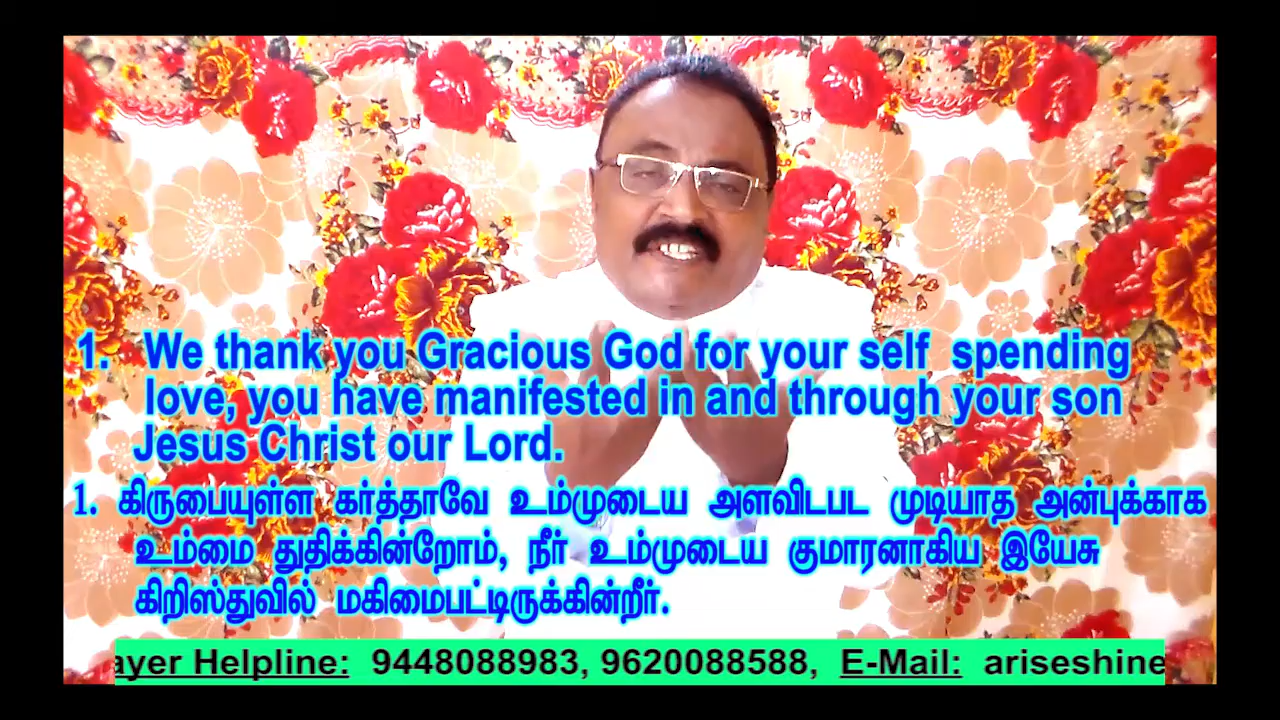 1. We thank you Gracious God for your self spending
love, you have manifested in and through your son
Jesus Christ our Lord.
1. கிருபையுள்ள கர்த்தாவே உம்முடைய அளவிடபட முடியாத அன்புக்காக
உம்மை துதிக்கின்றோம், நீர் உம்முடைய குமாரனாகிய இயேசு
கிறிஸ்துவில் மகிமைபட்டிருக்கின்றீர்.
ayer Helpline: 9448088983, 9620088588, E-Mail: ariseshine